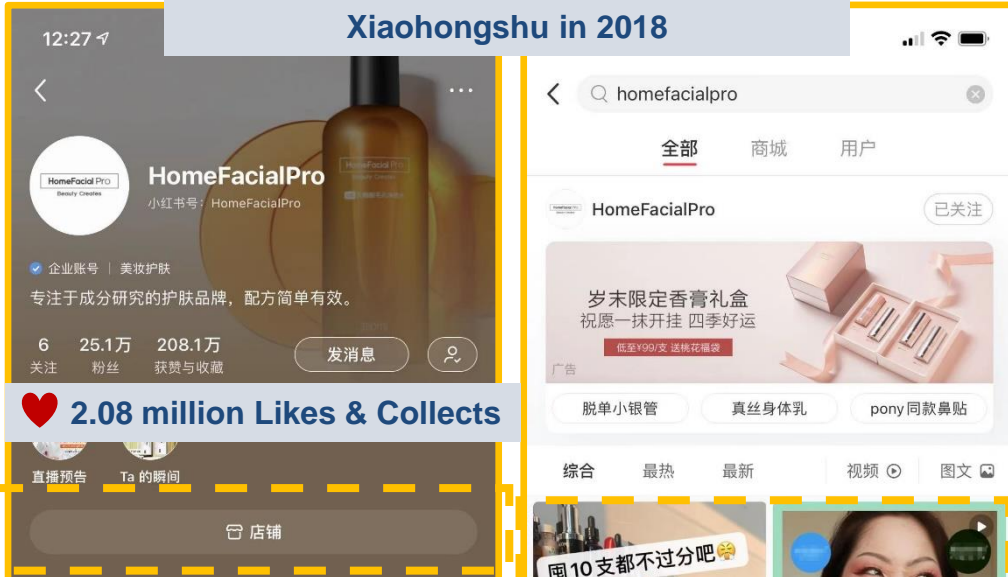 Xiaohongshu in 2018
12:27
HomeFacial Pro
Beauty Creates
HomeFacialPro
小红书号：HomeFacialPro
HomeFacial Pro
Beauty Creates
企业账号 | 美妆护肤
专注于成分研究的护肤品牌，配方简单有效。
6 25.1万 208.1万
关注 粉丝 获赞与收藏
发消息
2.08 million Likes & Collects
直播预告 Ta 的瞬间
店铺
homefacialpro
全部 商城 用户
HomeFacialPro
已关注
岁末限定香膏礼盒
祝愿一抹开挂 四季好运
低至¥99/支 送桃花福袋
广告
脱单小银管 真丝身体乳 pony同款鼻贴
综合 最热 最新 视频 图文
囤10支都不过分吧